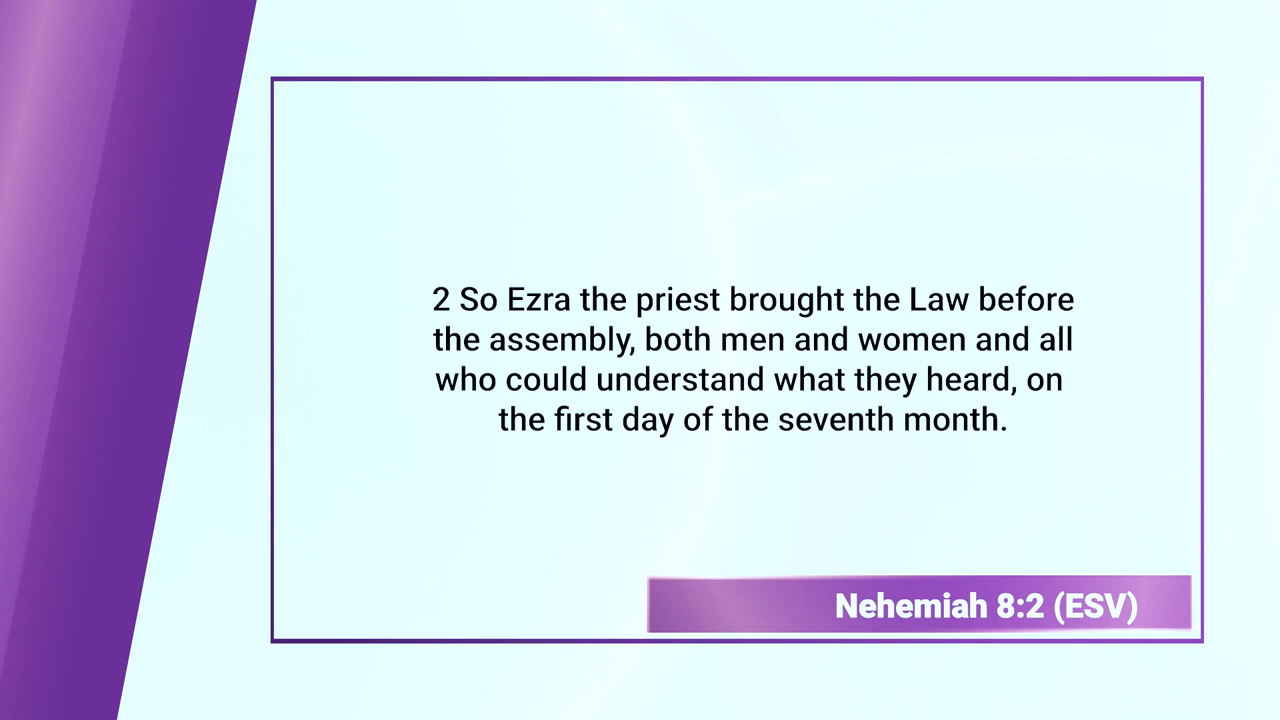 2 So Ezra the priest brought the Law before
the assembly, both men and women and all
who could understand what they heard, on
the first day of the seventh month.
Nehemiah 8:2 (ESV)